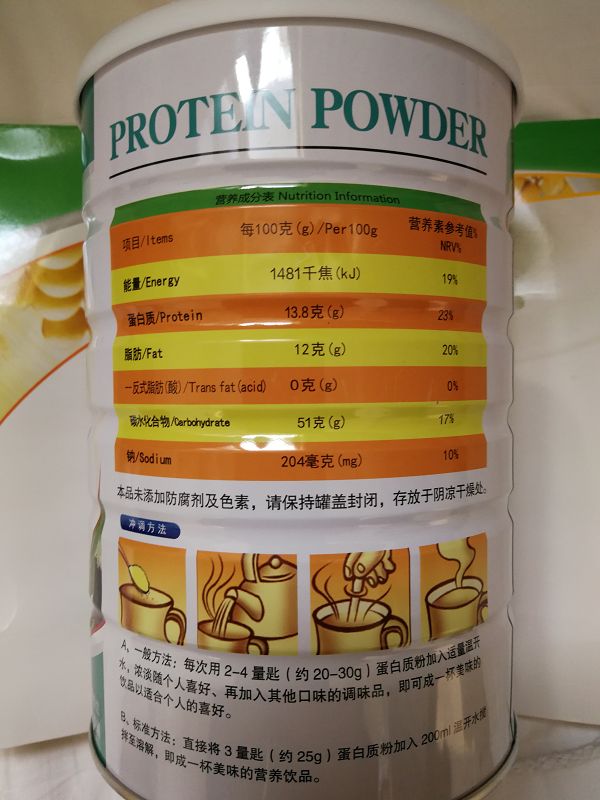 PROTEIN POWDER
营养成分表 Nutrition Information
项目/Items 每100克(g)/Per100g 营养素参考值%
NRV%
能量/Energy 1481千焦(kJ) 19%
蛋白质/Protein 13.8克(g) 23%
脂肪/Fat 12克(g) 20%
一反式脂肪(酸)/Trans fat(acid) 0克(g) 0%
碳水化合物/Carbohydrate 51克(g) 17%
钠/Sodium 204毫克(mg) 10%
本品未添加防腐剂及色素，请保持罐盖封闭，存放于阴凉干燥处。
冲调方法
A、一般方法：每次用2-4量匙（约20-30g）蛋白质粉加入适量温开
水，浓淡随个人喜好、再加入其他口味的调味品，即可成一杯美味的
饮品以适合个人的喜好。
B、标准方法：直接将3量匙（约25g）蛋白质粉加入200ml温开水搅
拌至溶解，即成一杯美味的营养饮品。